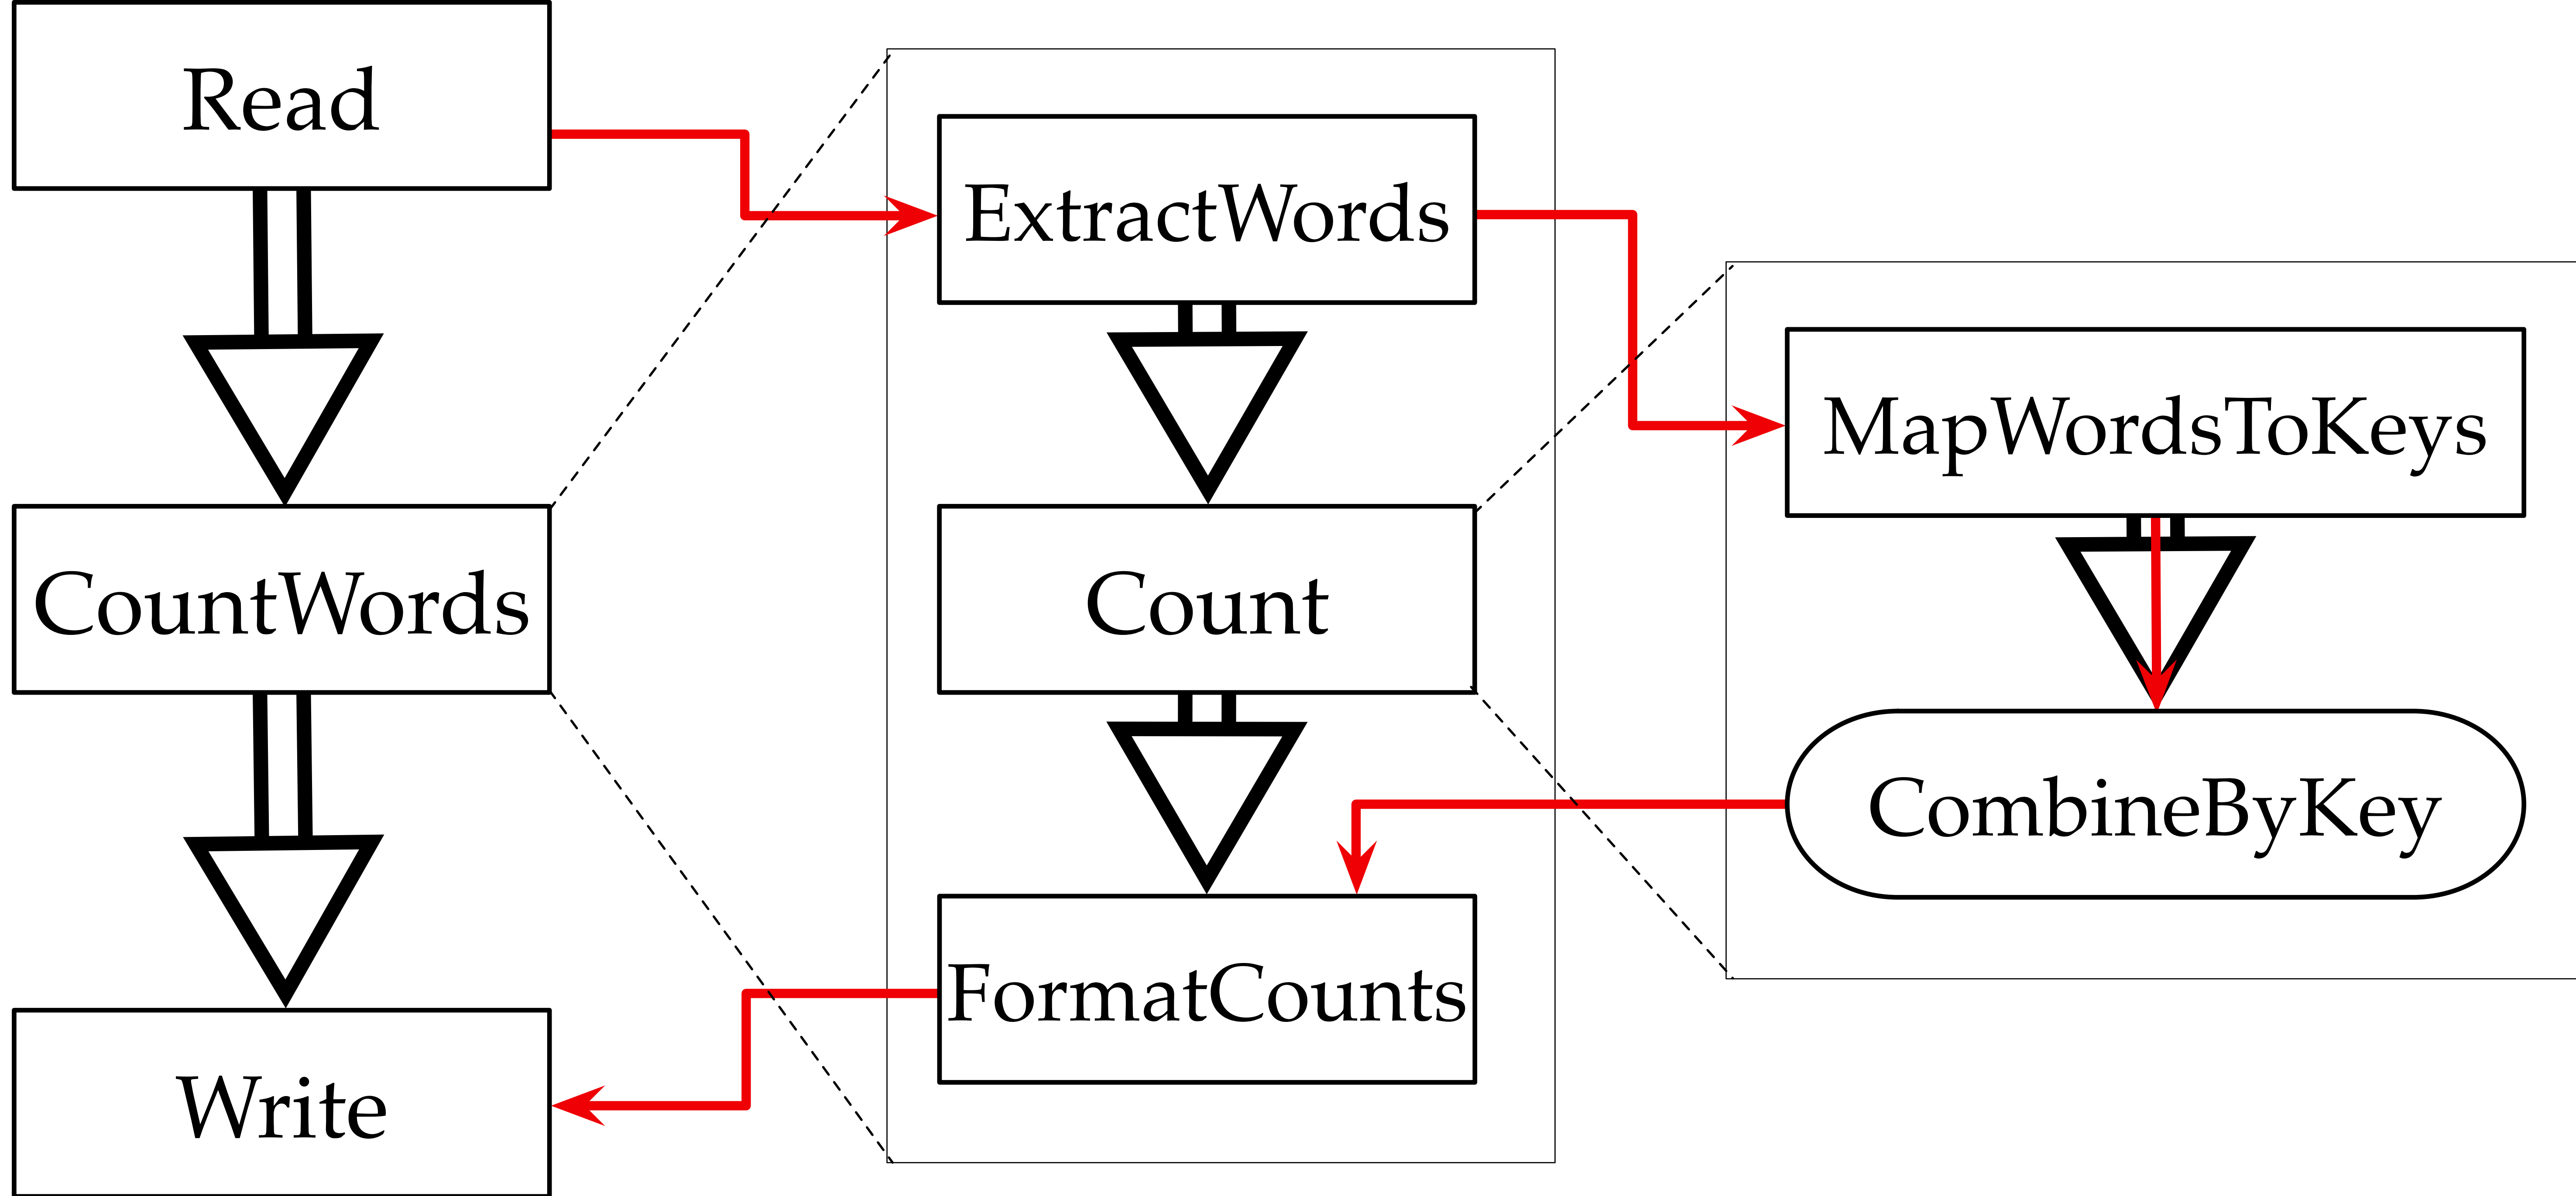 Read
CountWords
Write
ExtractWords
Count
FormatCounts
MapWordsToKeys
CombineByKey